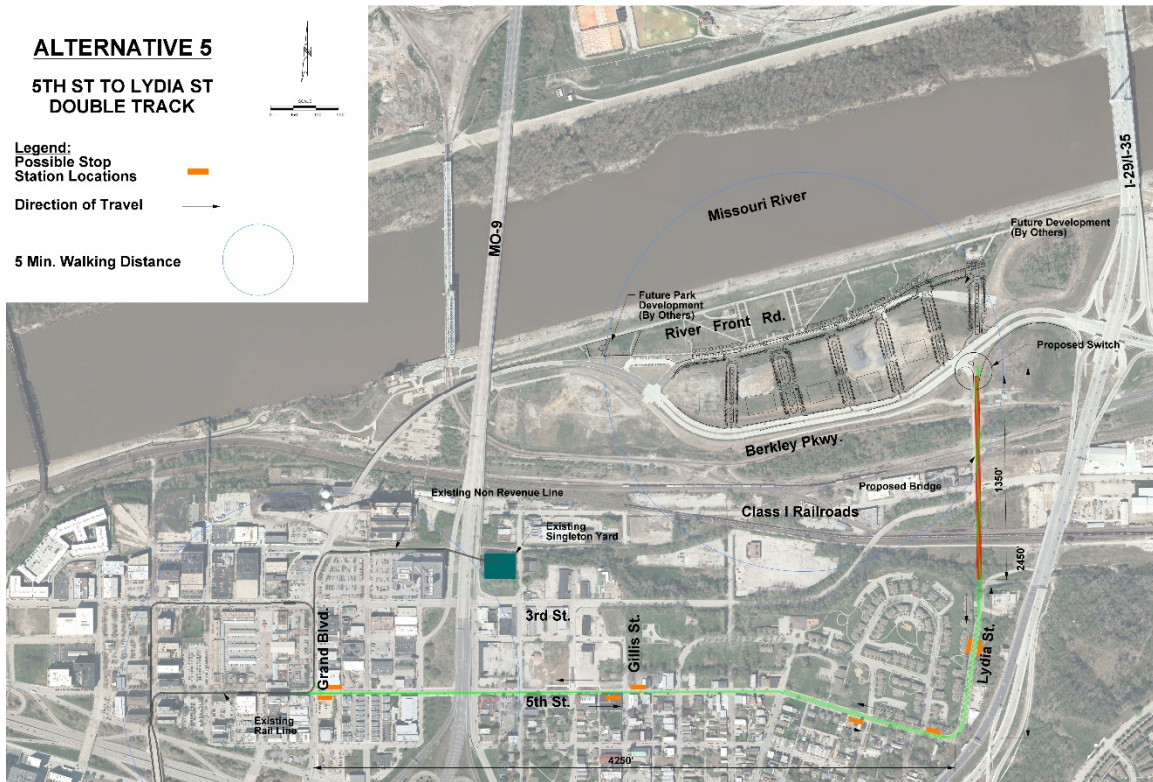 ALTERNATIVE 5
5TH ST TO LYDIA ST
DOUBLE TRACK
N
SCALE
0
Legend:
Possible Stop
Station Locations
Direction of Travel
5 Min. Walking Distance
MO-9
I-29/I-35
Missouri River
Future Development
(By Others)
Future Park
Development
(By Others)
River Front Rd.
Proposed Switch
Berkley Pkwy.
Proposed Bridge
1350'
Existing Non Revenue Line
Class I Railroads
Existing
Singleton Yard
2450'
3rd St.
Grand Blvd.
Gillis St.
Lydia St.
5th St.
Existing
Rail Line
4250'